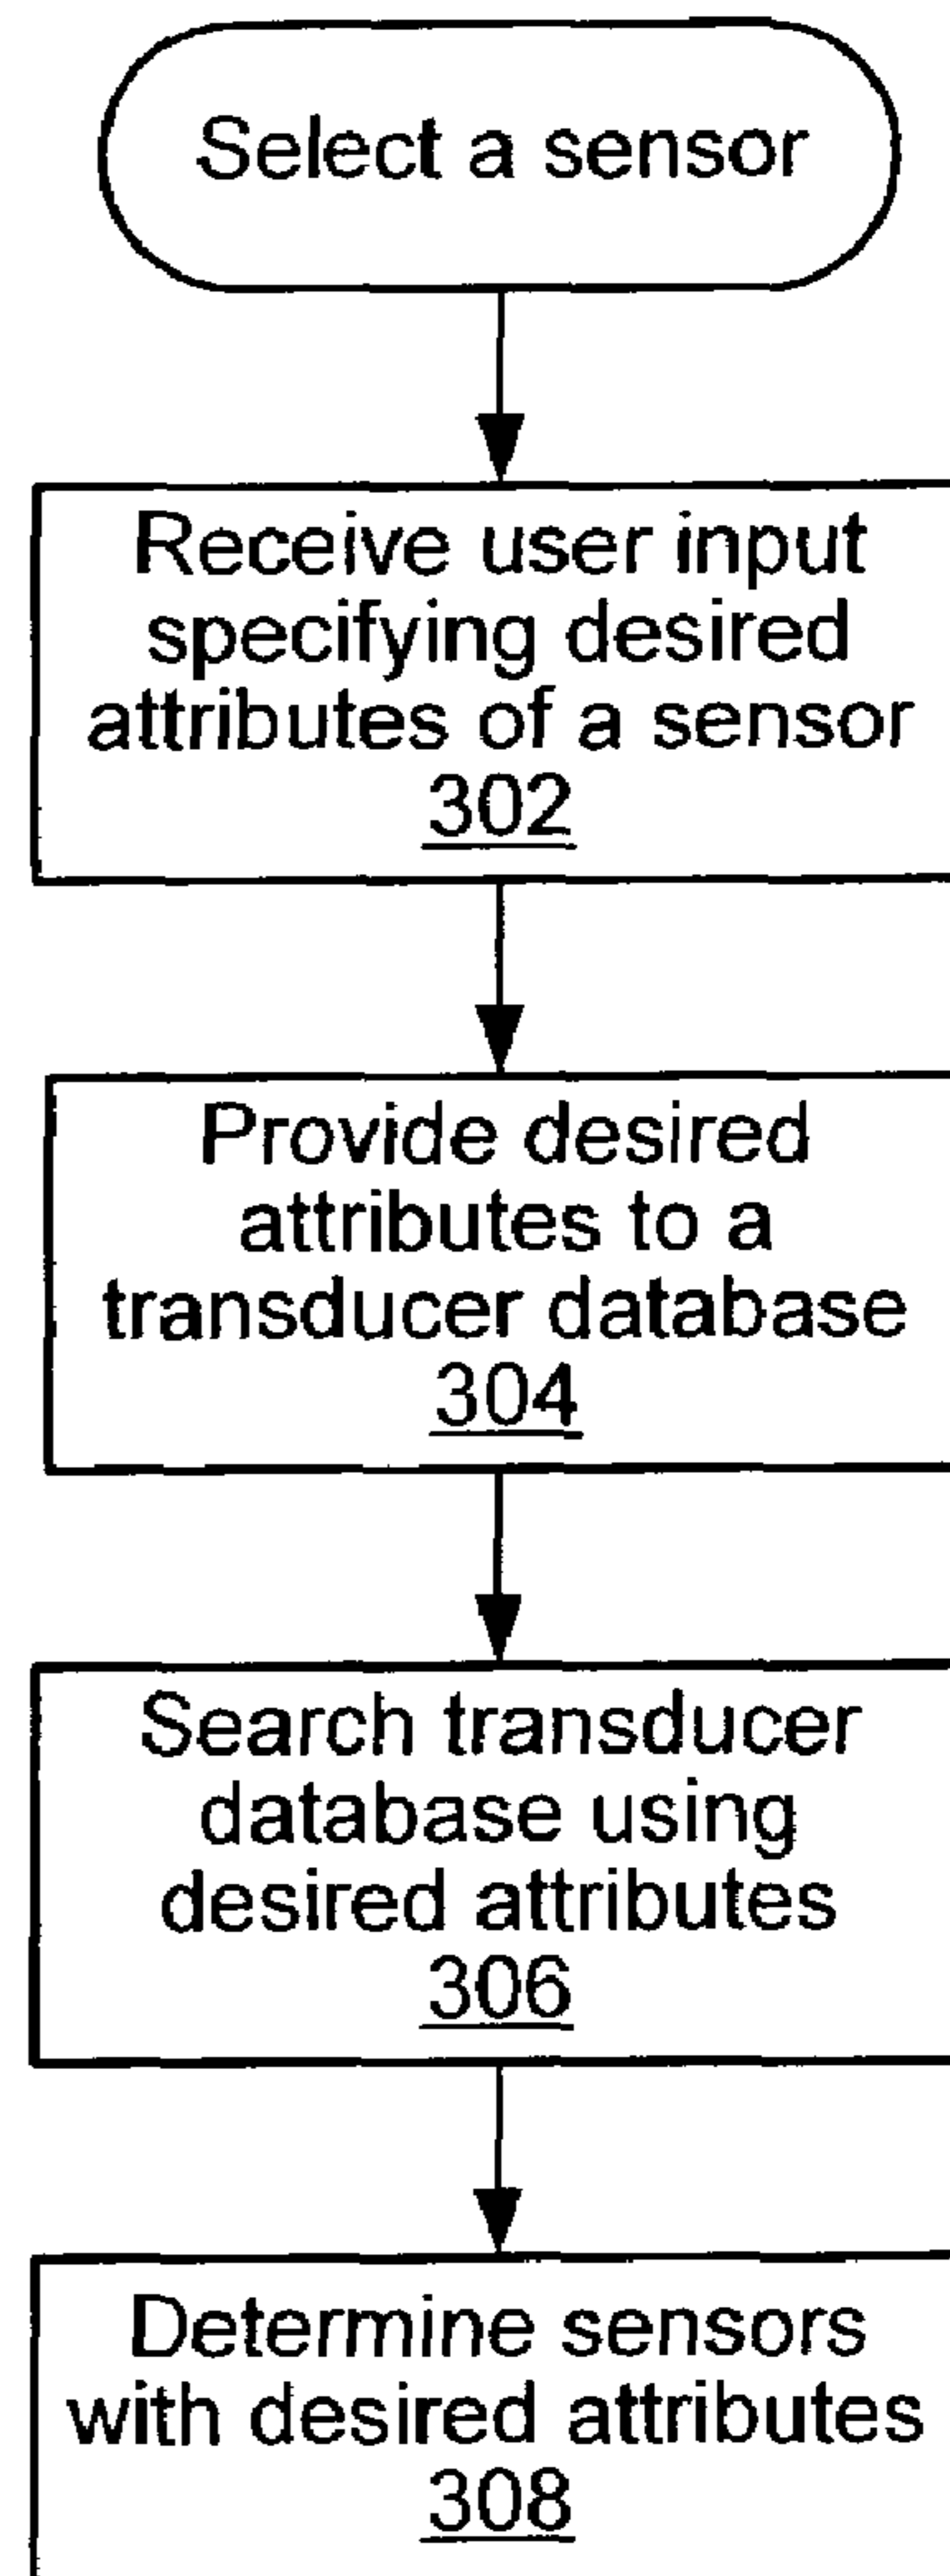 Select a sensor
Receive user input
specifying desired
attributes of a sensor
302
Provide desired
attributes to a
transducer database
304
Search transducer
database using
desired attributes
306
Determine sensors
with desired attributes
308